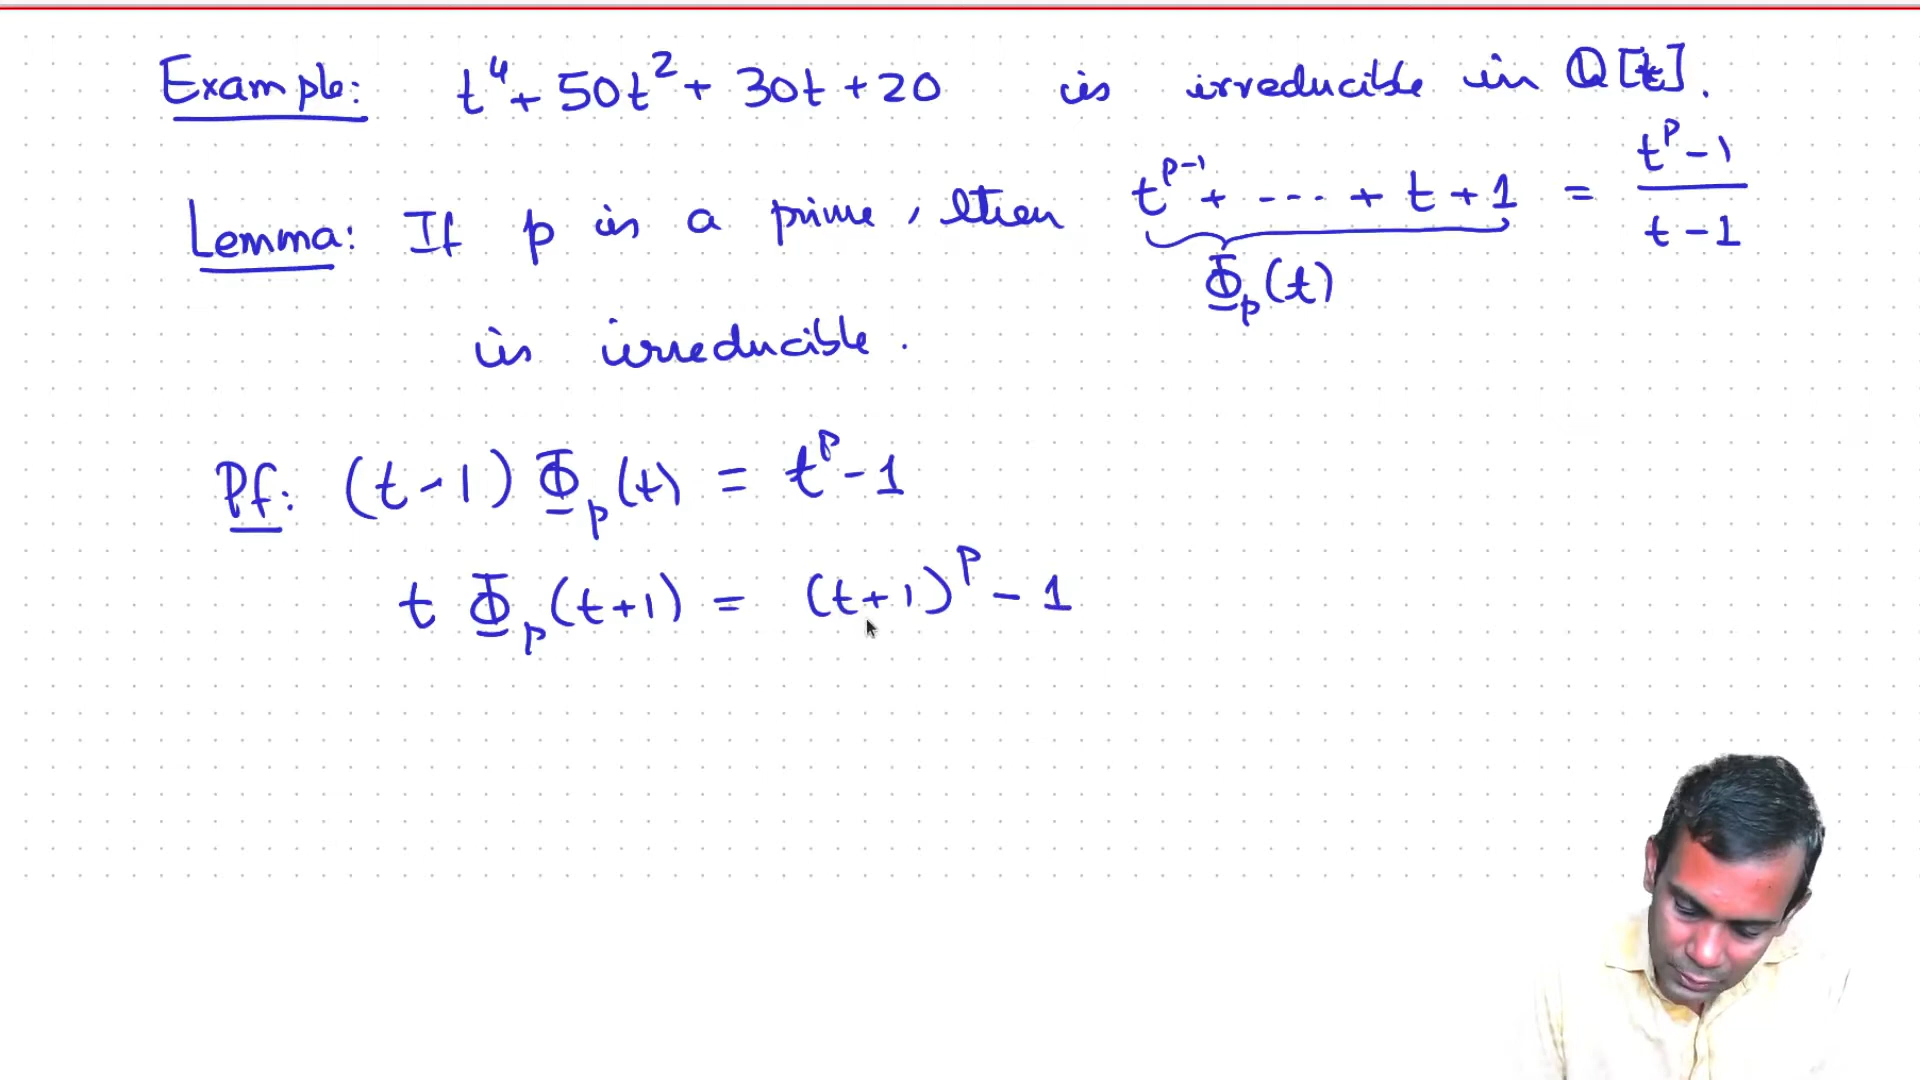 Example: t⁴ + 50t² + 30t + 20 is irreducible in ℚ[t].
Lemma: If p is a prime, then t^{p-1} + --- + t + 1 = \frac{t^p - 1}{t - 1}
Φ_p(t)
is irreducible.
Pf: (t-1) Φ_p(t) = t^p - 1
t Φ_p(t+1) = (t+1)^p - 1